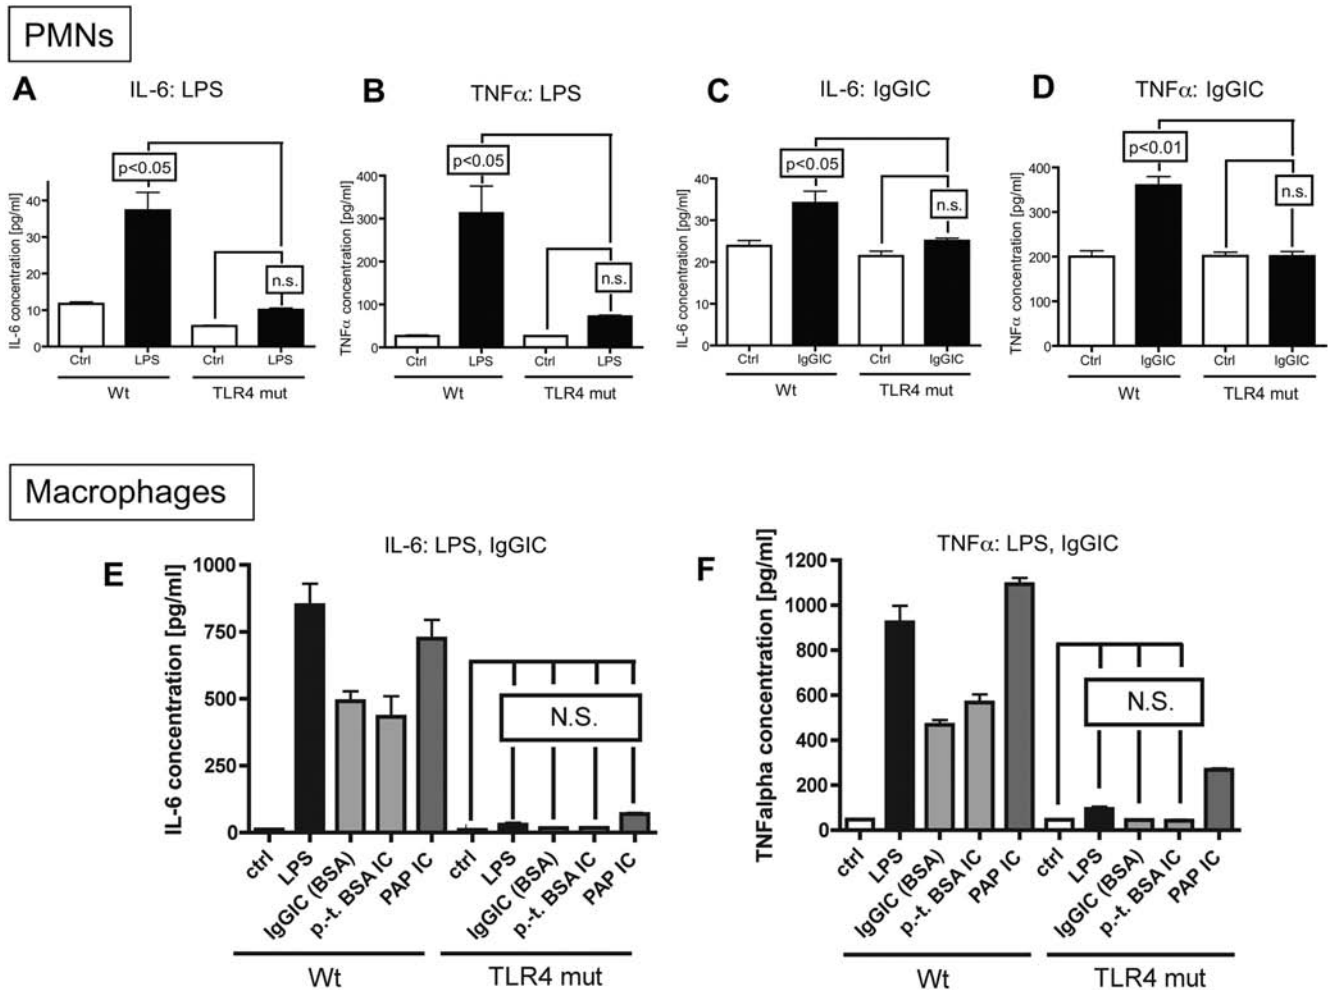 PMNs
A
IL-6: LPS
IL-6 concentration [pg/ml]
40
30
20
10
0
p<0.05
n.s.
Ctrl LPS Ctrl LPS
Wt TLR4 mut
B
TNFα: LPS
TNFα concentration [pg/ml]
400
300
200
100
0
p<0.05
n.s.
Ctrl LPS Ctrl LPS
Wt TLR4 mut
C
IL-6: IgGIC
IL-6 concentration [pg/ml]
40
30
20
10
0
p<0.05
n.s.
Ctrl IgGIC Ctrl IgGIC
Wt TLR4 mut
D
TNFα: IgGIC
TNFα concentration [pg/ml]
400
300
200
100
0
p<0.01
n.s.
Ctrl IgGIC Ctrl IgGIC
Wt TLR4 mut
Macrophages
E
IL-6: LPS, IgGIC
IL-6 concentration [pg/ml]
1000
750
500
250
0
N.S.
ctrl LPS IgGIC (BSA) p.-t. BSA IC PAP IC ctrl LPS IgGIC (BSA) p.-t. BSA IC PAP IC
Wt TLR4 mut
F
TNFα: LPS, IgGIC
TNFalpha concentration [pg/ml]
1200
1000
800
600
400
200
0
N.S.
ctrl LPS IgGIC (BSA) p.-t. BSA IC PAP IC ctrl LPS IgGIC (BSA) p.-t. BSA IC PAP IC
Wt TLR4 mut